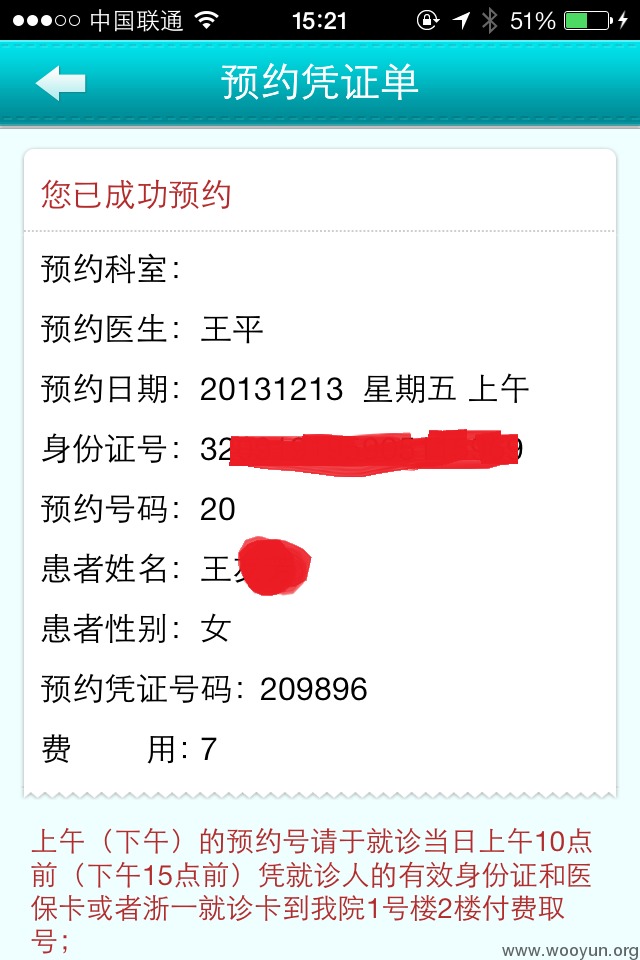 中国联通 15:21 51%
预约凭证单
您已成功预约
预约科室：
预约医生：王平
预约日期：20131213 星期五 上午
身份证号：32 9
预约号码：20
患者姓名：王
患者性别：女
预约凭证号码：209896
费 用：7
上午（下午）的预约号请于就诊当日上午10点
前（下午15点前）凭就诊人的有效身份证和医
保卡或者浙一就诊卡到我院1号楼2楼付费取
号；
www.wooyun.org